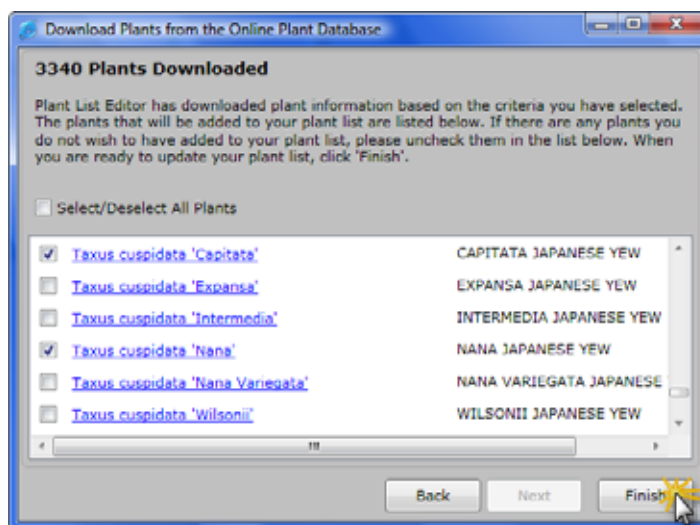 Download Plants from the Online Plant Database
3340 Plants Downloaded
Plant List Editor has downloaded plant information based on the criteria you have selected.
The plants that will be added to your plant list are listed below. If there are any plants you
do not wish to have added to your plant list, please uncheck them in the list below. When
you are ready to update your plant list, click 'Finish'.
Select/Deselect All Plants
Taxus cuspidata 'Capitata' CAPITATA JAPANESE YEW
Taxus cuspidata 'Expansa' EXPANSA JAPANESE YEW
Taxus cuspidata 'Intermedia' INTERMEDIA JAPANESE YEW
Taxus cuspidata 'Nana' NANA JAPANESE YEW
Taxus cuspidata 'Nana Variegata' NANA VARIEGATA JAPANESE
Taxus cuspidata 'Wilsonii' WILSONII JAPANESE YEW
Back Next Finish